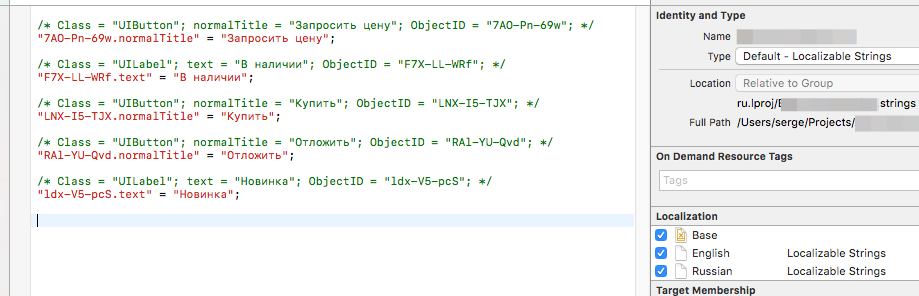 /* Class = "UIButton"; normalTitle = "Запросить цену"; ObjectID = "7AO-Pn-69w"; */
"7AO-Pn-69w.normalTitle" = "Запросить цену";
/* Class = "UILabel"; text = "В наличии"; ObjectID = "F7X-LL-WRf"; */
"F7X-LL-WRf.text" = "В наличии";
/* Class = "UIButton"; normalTitle = "Купить"; ObjectID = "LNX-I5-TJX"; */
"LNX-I5-TJX.normalTitle" = "Купить";
/* Class = "UIButton"; normalTitle = "Отложить"; ObjectID = "RAl-YU-Qvd"; */
"RAl-YU-Qvd.normalTitle" = "Отложить";
/* Class = "UILabel"; text = "Новинка"; ObjectID = "ldx-V5-pcS"; */
"ldx-V5-pcS.text" = "Новинка";
Identity and Type
Name
Type Default - Localizable Strings
Location Relative to Group
ru.lproj/ strings
Full Path /Users/serge/Projects/
On Demand Resource Tags
Tags
Localization
Base
English Localizable Strings
Russian Localizable Strings
Target Membership